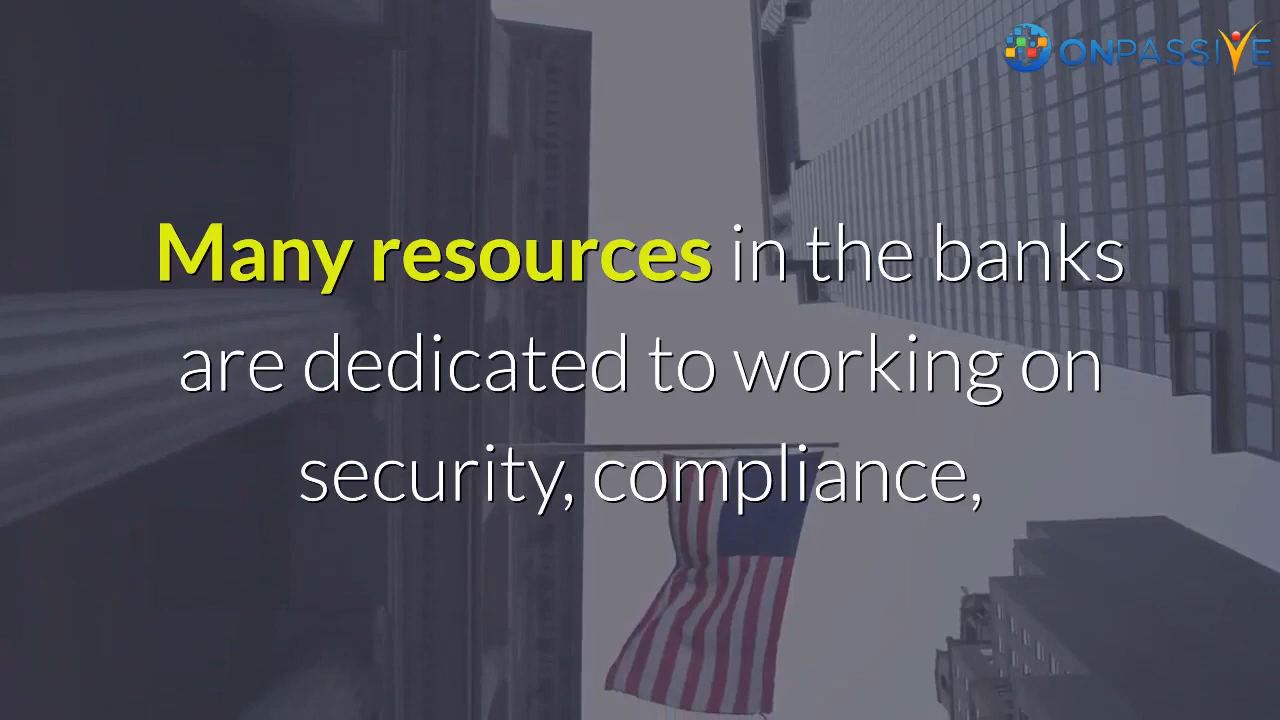 ONPASSIVE
Many resources in the banks
are dedicated to working on
security, compliance,